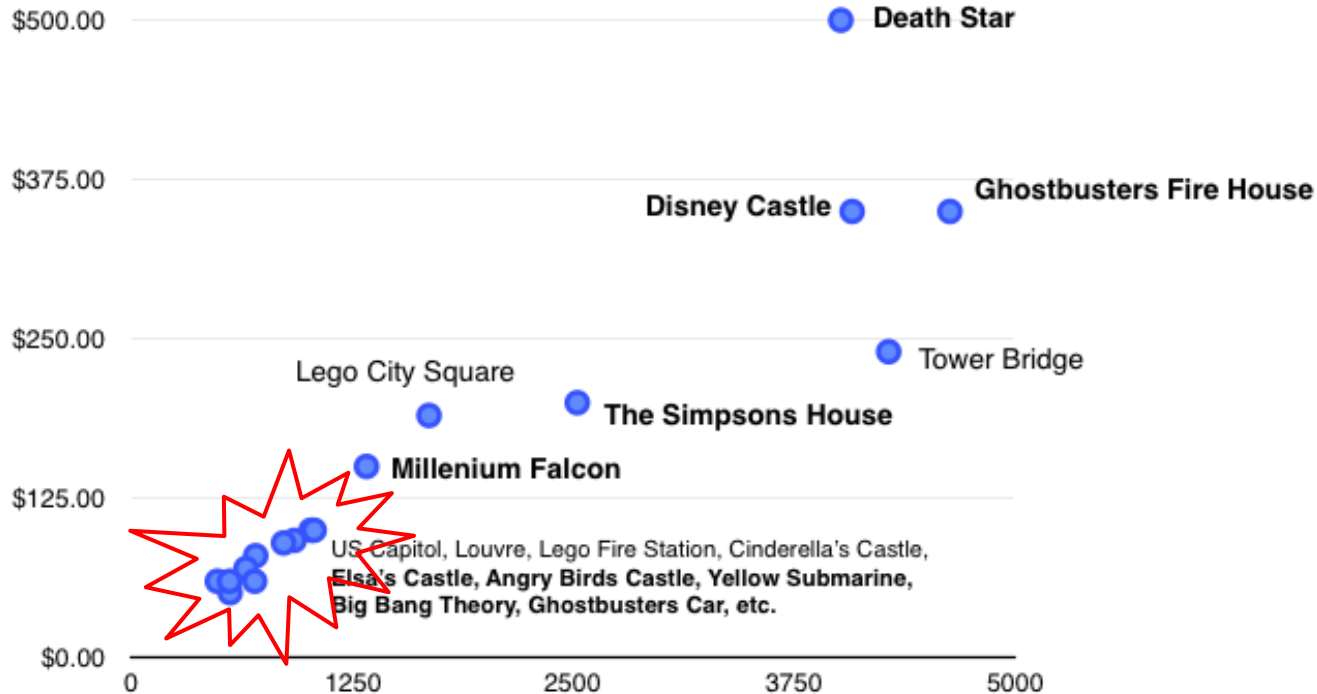 $500.00
Death Star
$375.00
Ghostbusters Fire House
Disney Castle
$250.00
Tower Bridge
Lego City Square
The Simpsons House
Millenium Falcon
$125.00
US Capitol, Louvre, Lego Fire Station, Cinderella's Castle,
Elsa's Castle, Angry Birds Castle, Yellow Submarine,
Big Bang Theory, Ghostbusters Car, etc.
$0.00
0 1250 2500 3750 5000